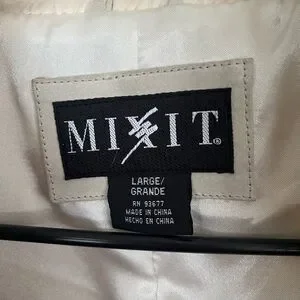 MIXIT®
LARGE/
GRANDE
RN 93677
MADE IN CHINA
HECHO EN CHINA